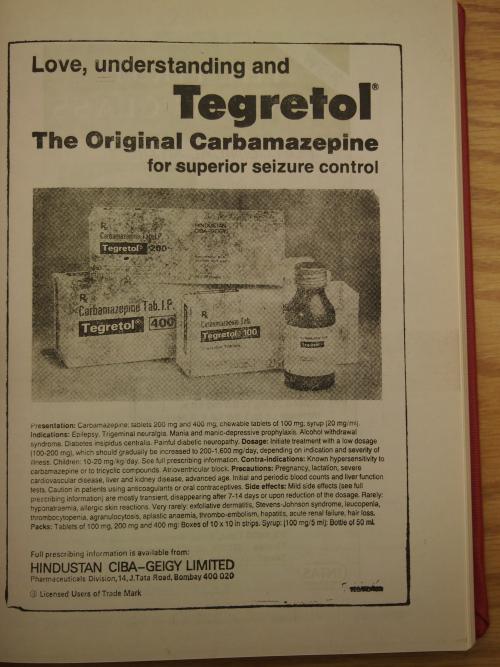 Love, understanding and
Tegretol®
The Original Carbamazepine
for superior seizure control
Rx
Carbamazepine Tab. I.P.
Tegretol® 200
HINDUSTAN
CIBA-GEIGY
Rx
Carbamazepine Tab. I.P.
Tegretol® 400
Rx
Carbamazepine Tab.
Tegretol® 100
Tegretol®
Presentation: Carbamazepine; tablets 200 mg and 400 mg, chewable tablets of 100 mg; syrup (20 mg/ml).
Indications: Epilepsy, Trigeminal neuralgia. Mania and manic-depressive prophylaxis. Alcohol withdrawal
syndrome. Diabetes insipidus centralis. Painful diabetic neuropathy. Dosage: Initiate treatment with a low dosage
(100-200 mg), which should gradually be increased to 200-1,600 mg/day, depending on indication and severity of
illness. Children: 10-20 mg/kg/day. See full prescribing information. Contra-indications: Known hypersensitivity to
carbamazepine or to tricyclic compounds. Atrioventricular block. Precautions: Pregnancy, lactation, severe
cardiovascular disease, liver and kidney disease, advanced age. Initial and periodic blood counts and liver function
tests. Caution in patients using anticoagulants or oral contraceptives. Side effects: Mild side effects (see full
prescribing information) are mostly transient, disappearing after 7-14 days or upon reduction of the dosage. Rarely:
hyponatraemia, allergic skin reactions. Very rarely: exfoliative dermatitis, Stevens-Johnson syndrome, leucopenia,
thrombocytopenia, agranulocytosis, aplastic anaemia, thrombo-embolism, hepatitis, acute renal failure, hair loss.
Packs: Tablets of 100 mg, 200 mg and 400 mg: Boxes of 10 x 10 in strips. Syrup: (100 mg/5 ml): Bottle of 50 ml.
Full prescribing information is available from:
HINDUSTAN CIBA-GEIGY LIMITED
Pharmaceuticals Division, 14, J. Tata Road, Bombay 400 020
® Licensed Users of Trade Mark